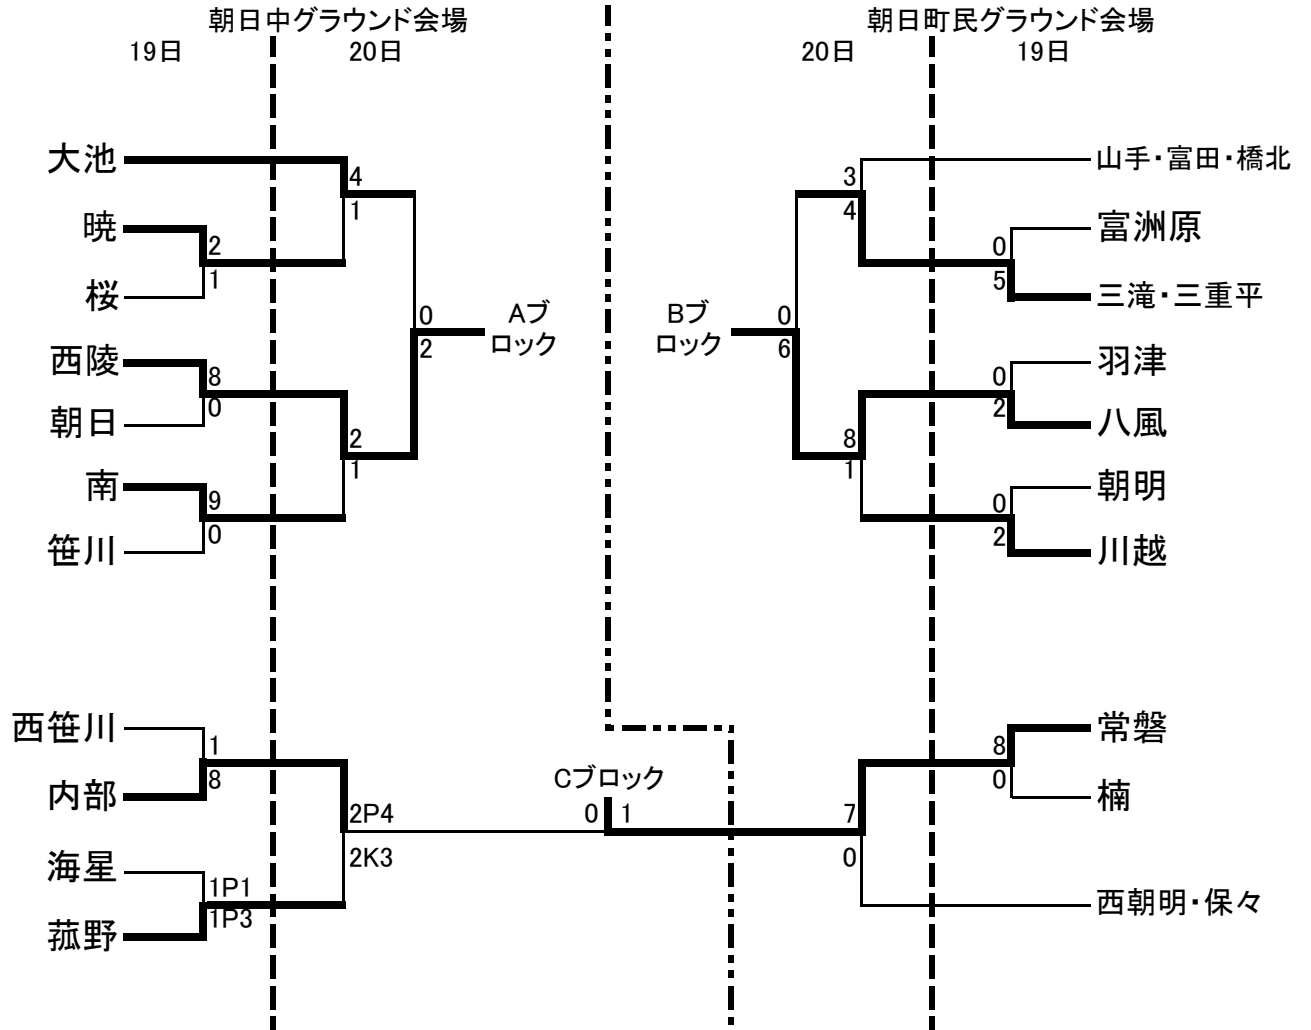 朝日中グラウンド会場
19日
20日
朝日町民グラウンド会場
20日
19日
大池
4
1
暁
2
1
桜
西陵
8
0
朝日
2
1
南
9
0
笹川
0
2
Aブ
ロック
山手・富田・橋北
3
4
富洲原
0
5
三滝・三重平
Bブ
ロック
0
6
羽津
0
2
八風
8
1
朝明
0
2
川越
西笹川
1
8
内部
2P4
2K3
海星
1P1
1P3
菰野
Cブロック
0
1
常磐
8
0
楠
7
0
西朝明・保々